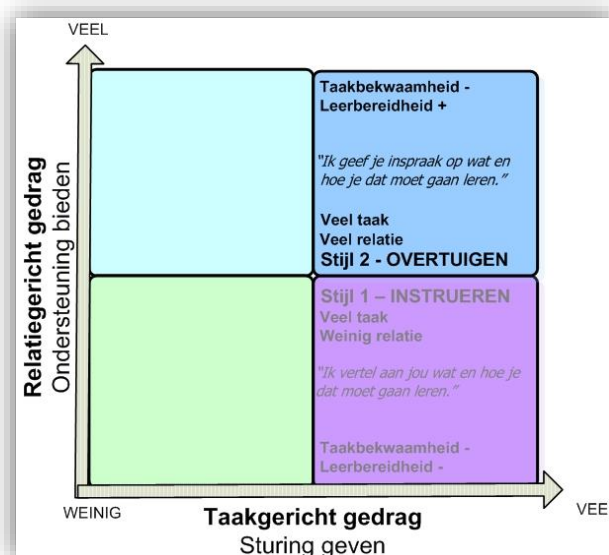 VEEL
Relatiegericht gedrag
Ondersteuning bieden
Taakbekwaamheid -
Leerbereidheid +
"Ik geef je inspraak op wat en
hoe je dat moet gaan leren."
Veel taak
Veel relatie
Stijl 2 - OVERTUIGEN
Stijl 1 – INSTRUEREN
Veel taak
Weinig relatie
"Ik vertel aan jou wat en hoe je
dat moet gaan leren."
Taakbekwaamheid -
Leerbereidheid -
WEINIG
Taakgericht gedrag
Sturing geven
VEE